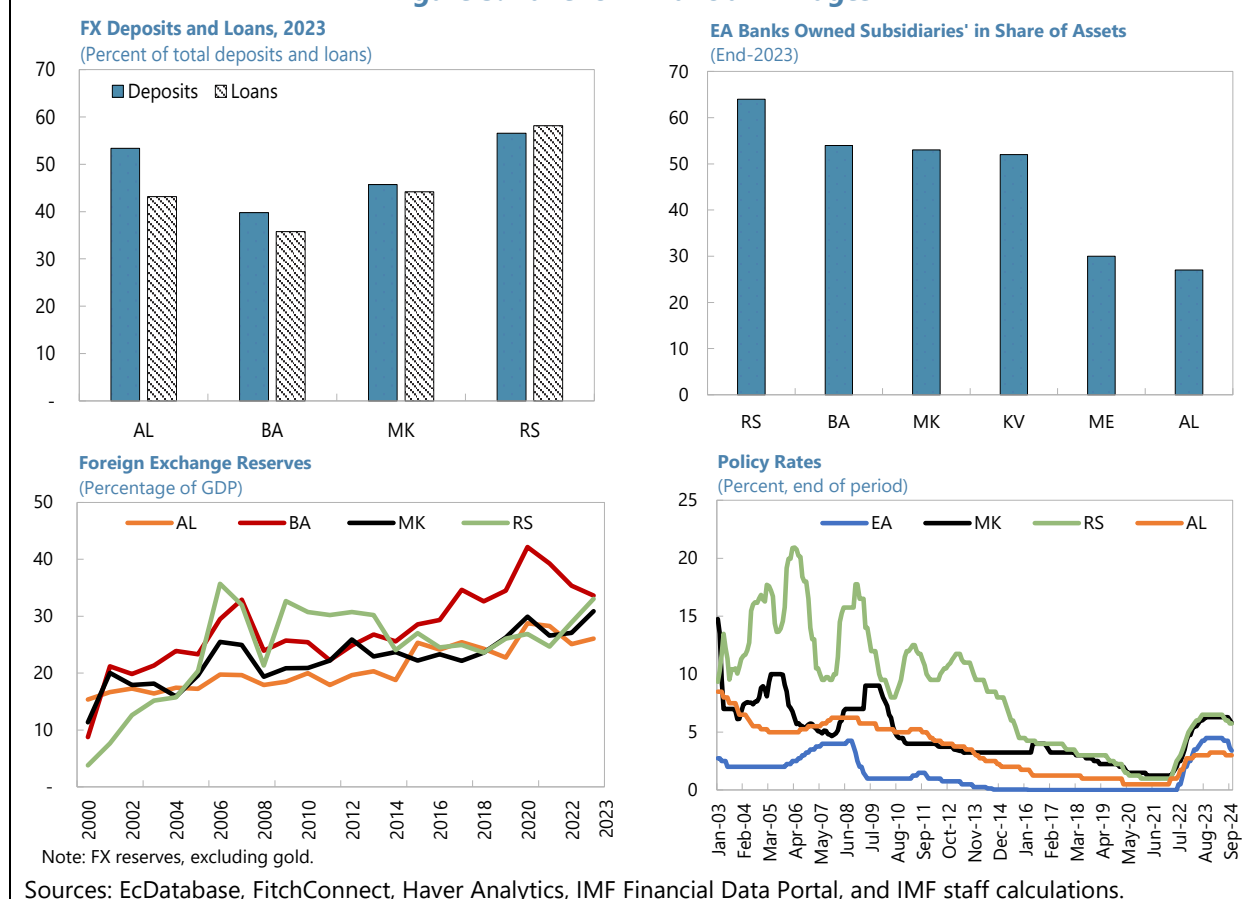 FX Deposits and Loans, 2023
(Percent of total deposits and loans)
70
60
50
40
30
20
10
-
Deposits Loans
AL BA MK RS
EA Banks Owned Subsidiaries' in Share of Assets
(End-2023)
70
60
50
40
30
20
10
0
RS BA MK KV ME AL
Foreign Exchange Reserves
(Percentage of GDP)
50
40
30
20
10
-
AL BA MK RS
2000 2002 2004 2006 2008 2010 2012 2014 2016 2018 2020 2022 2023
Note: FX reserves, excluding gold.
Policy Rates
(Percent, end of period)
25
20
15
10
5
0
EA MK RS AL
Jan-03 Feb-04 Mar-05 Apr-06 May-07 Jun-08 Jul-09 Aug-10 Sep-11 Oct-12 Nov-13 Dec-14 Jan-16 Feb-17 Mar-18 Apr-19 May-20 Jun-21 Jul-22 Aug-23 Sep-24
Sources: EcDatabase, FitchConnect, Haver Analytics, IMF Financial Data Portal, and IMF staff calculations.